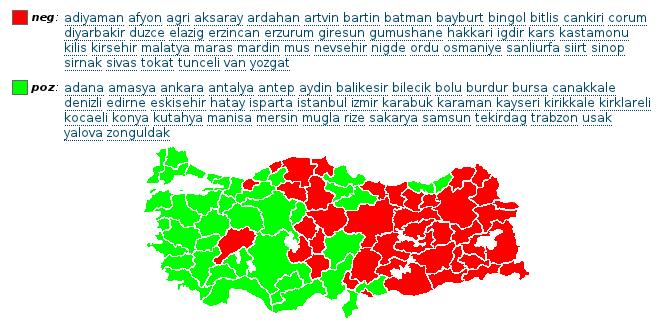 neg: adiyaman afyon agri aksaray ardahan artvin bartin batman bayburt bingol bitlis cankiri corum
diyarbakir duzce elazig erzincan erzurum giresun gumushane hakkari igdir kars kastamonu
kilis kirsehir malatya maras mardin mus nevsehir nigde ordu osmaniye sanliurfa siirt sinop
sirnak sivas tokat tunceli van yozgat
poz: adana amasya ankara antalya antep aydin balikesir bilecik bolu burdur bursa canakkale
denizli edirne eskisehir hatay isparta istanbul izmir karabuk karaman kayseri kirikkale kirklareli
kocaeli konya kutahya manisa mersin mugla rize sakarya samsun tekirdag trabzon usak
yalova zonguldak